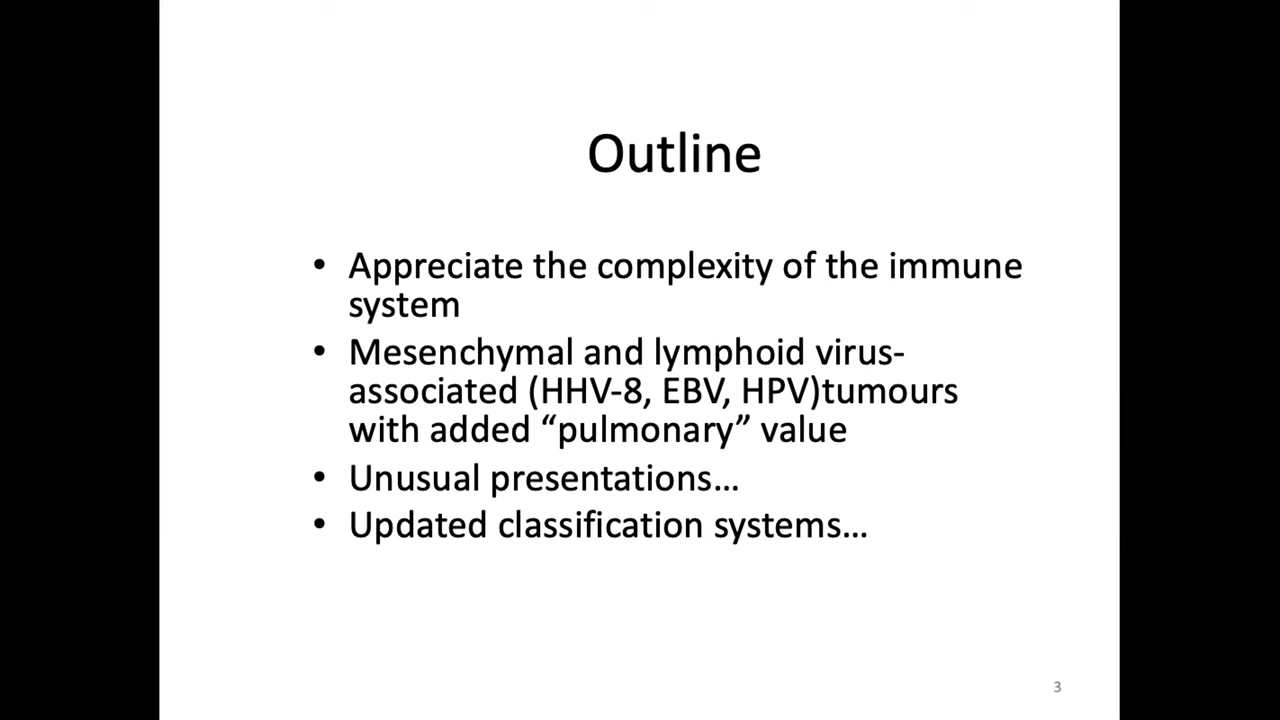 Outline
• Appreciate the complexity of the immune
system
• Mesenchymal and lymphoid virus-
associated (HHV-8, EBV, HPV)tumours
with added “pulmonary” value
• Unusual presentations…
• Updated classification systems…
3